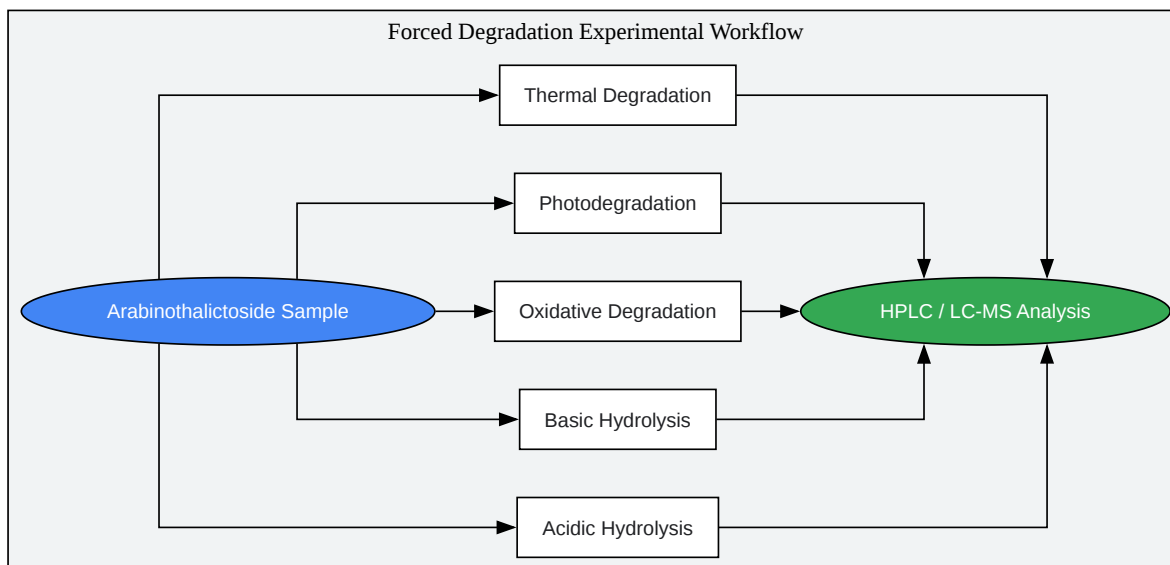 Forced Degradation Experimental Workflow
Thermal Degradation
Photodegradation
Arabinothalictoside Sample
Oxidative Degradation
HPLC / LC-MS Analysis
Basic Hydrolysis
Acidic Hydrolysis